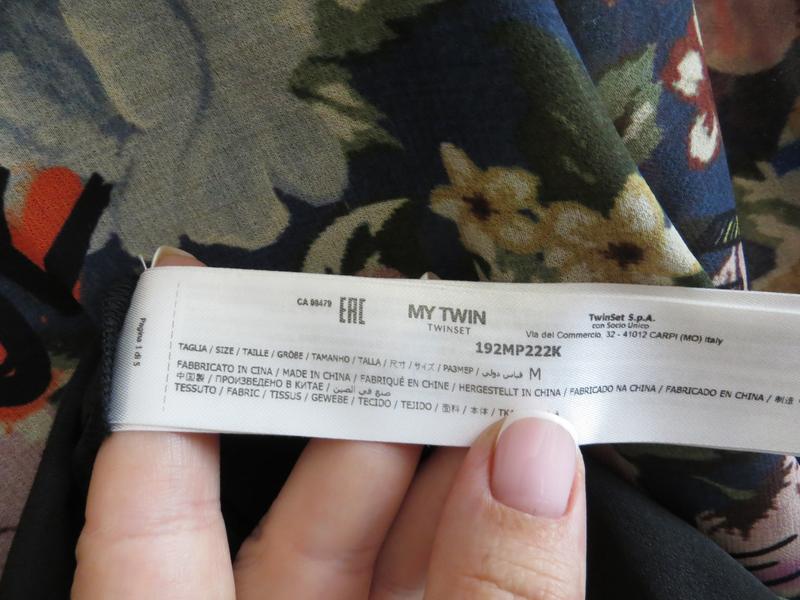 Pagina 1 di 5
CA 98479 EAC MY TWIN
TWINSET
TwinSet S.p.A.
con Socio Unico
Via del Commercio, 32 - 41012 CARPI (MO) Italy
192MP222K
TAGLIA / SIZE / TAILLE / GRÖBE / TAMANHO / TALLA / 尺寸 / サイズ / РАЗМЕР / قياس دولي M
FABBRICATO IN CINA / MADE IN CHINA / FABRIQUÉ EN CHINE / HERGESTELLT IN CHINA / FABRICADO NA CHINA / FABRICADO EN CHINA / 制造
中国製 / ПРОИЗВЕДЕНО В КИТАЕ / صنع في الصين
TESSUTO / FABRIC / TISSUS / GEWEBE / TECIDO / TEJIDO / 面料 / 本体 /